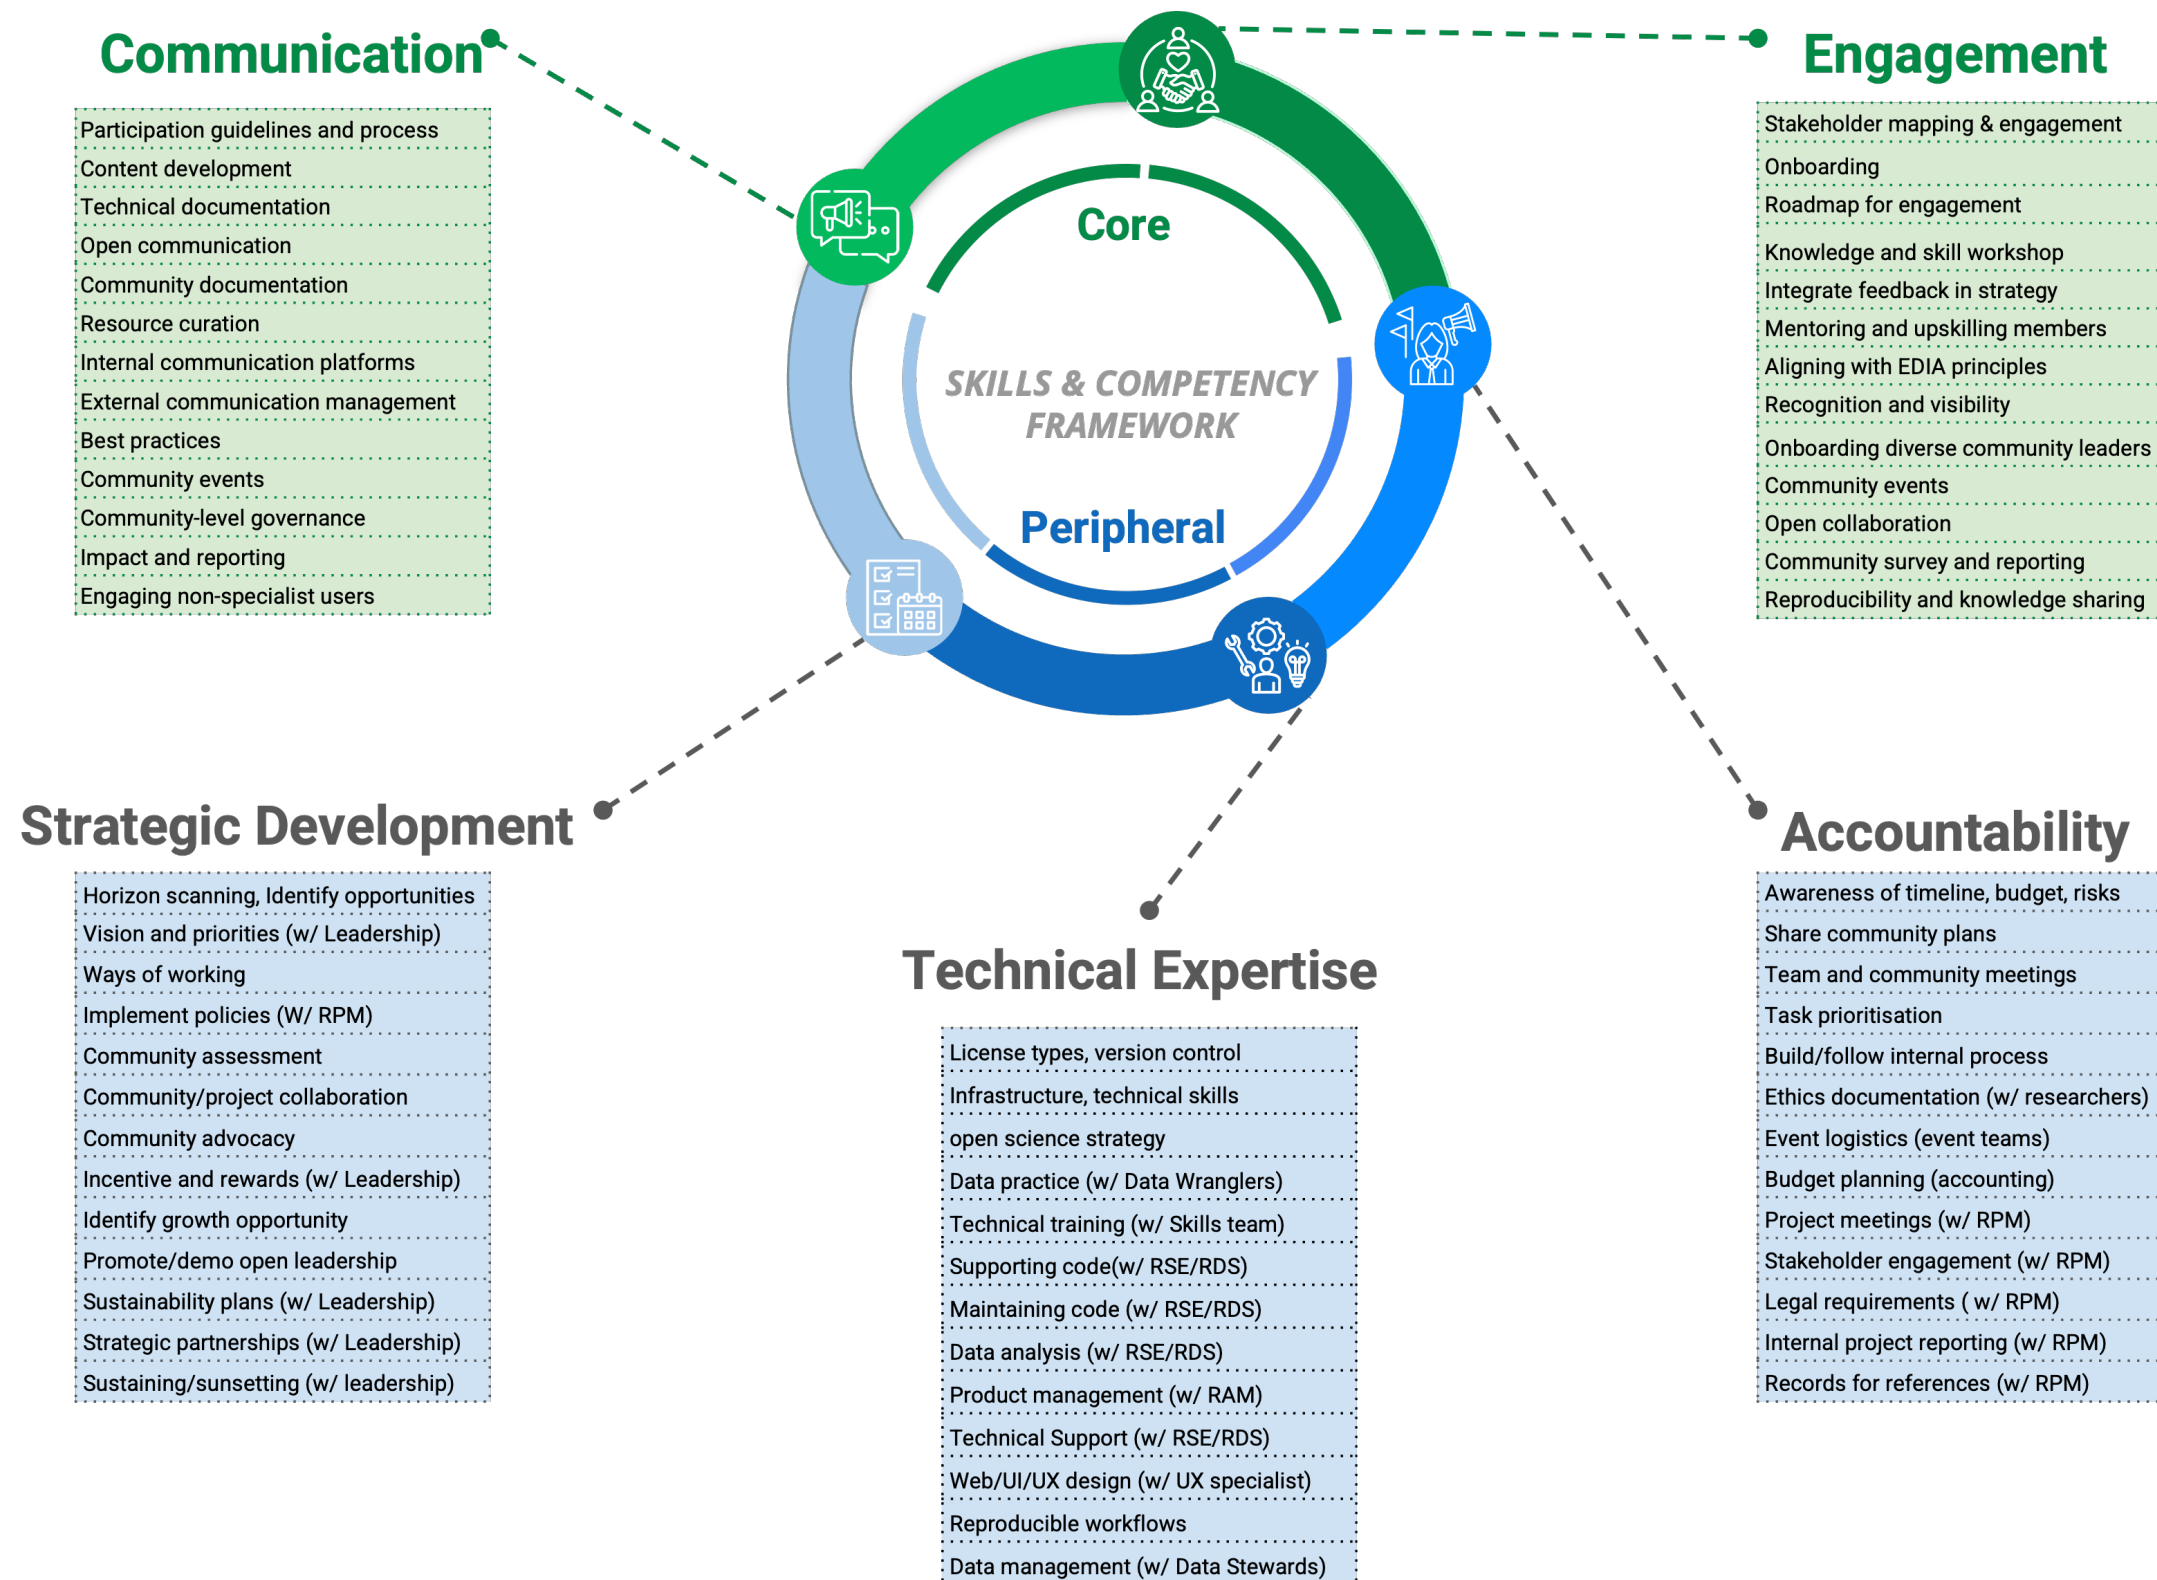 Communication
Participation guidelines and process
Content development
Technical documentation
Open communication
Community documentation
Resource curation
Internal communication platforms
External communication management
Best practices
Community events
Community-level governance
Impact and reporting
Engaging non-specialist users
Core
SKILLS & COMPETENCY
FRAMEWORK
Peripheral
Engagement
Stakeholder mapping & engagement
Onboarding
Roadmap for engagement
Knowledge and skill workshop
Integrate feedback in strategy
Mentoring and upskilling members
Aligning with EDIA principles
Recognition and visibility
Onboarding diverse community leaders
Community events
Open collaboration
Community survey and reporting
Reproducibility and knowledge sharing
Strategic Development
Horizon scanning, Identify opportunities
Vision and priorities (w/ Leadership)
Ways of working
Implement policies (W/ RPM)
Community assessment
Community/project collaboration
Community advocacy
Incentive and rewards (w/ Leadership)
Identify growth opportunity
Promote/demo open leadership
Sustainability plans (w/ Leadership)
Strategic partnerships (w/ Leadership)
Sustaining/sunsetting (w/ leadership)
Technical Expertise
License types, version control
Infrastructure, technical skills
open science strategy
Data practice (w/ Data Wranglers)
Technical training (w/ Skills team)
Supporting code(w/ RSE/RDS)
Maintaining code (w/ RSE/RDS)
Data analysis (w/ RSE/RDS)
Product management (w/ RAM)
Technical Support (w/ RSE/RDS)
Web/UI/UX design (w/ UX specialist)
Reproducible workflows
Data management (w/ Data Stewards)
Accountability
Awareness of timeline, budget, risks
Share community plans
Team and community meetings
Task prioritisation
Build/follow internal process
Ethics documentation (w/ researchers)
Event logistics (event teams)
Budget planning (accounting)
Project meetings (w/ RPM)
Stakeholder engagement (w/ RPM)
Legal requirements ( w/ RPM)
Internal project reporting (w/ RPM)
Records for references (w/ RPM)